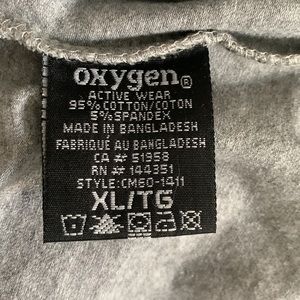 oxygen®
ACTIVE WEAR
95% COTTON/COTON
5% SPANDEX
MADE IN BANGLADESH
FABRIQUÉ AU BANGLADESH
CA # 51958
RN # 144351
STYLE:CM60-1411
XL/TG